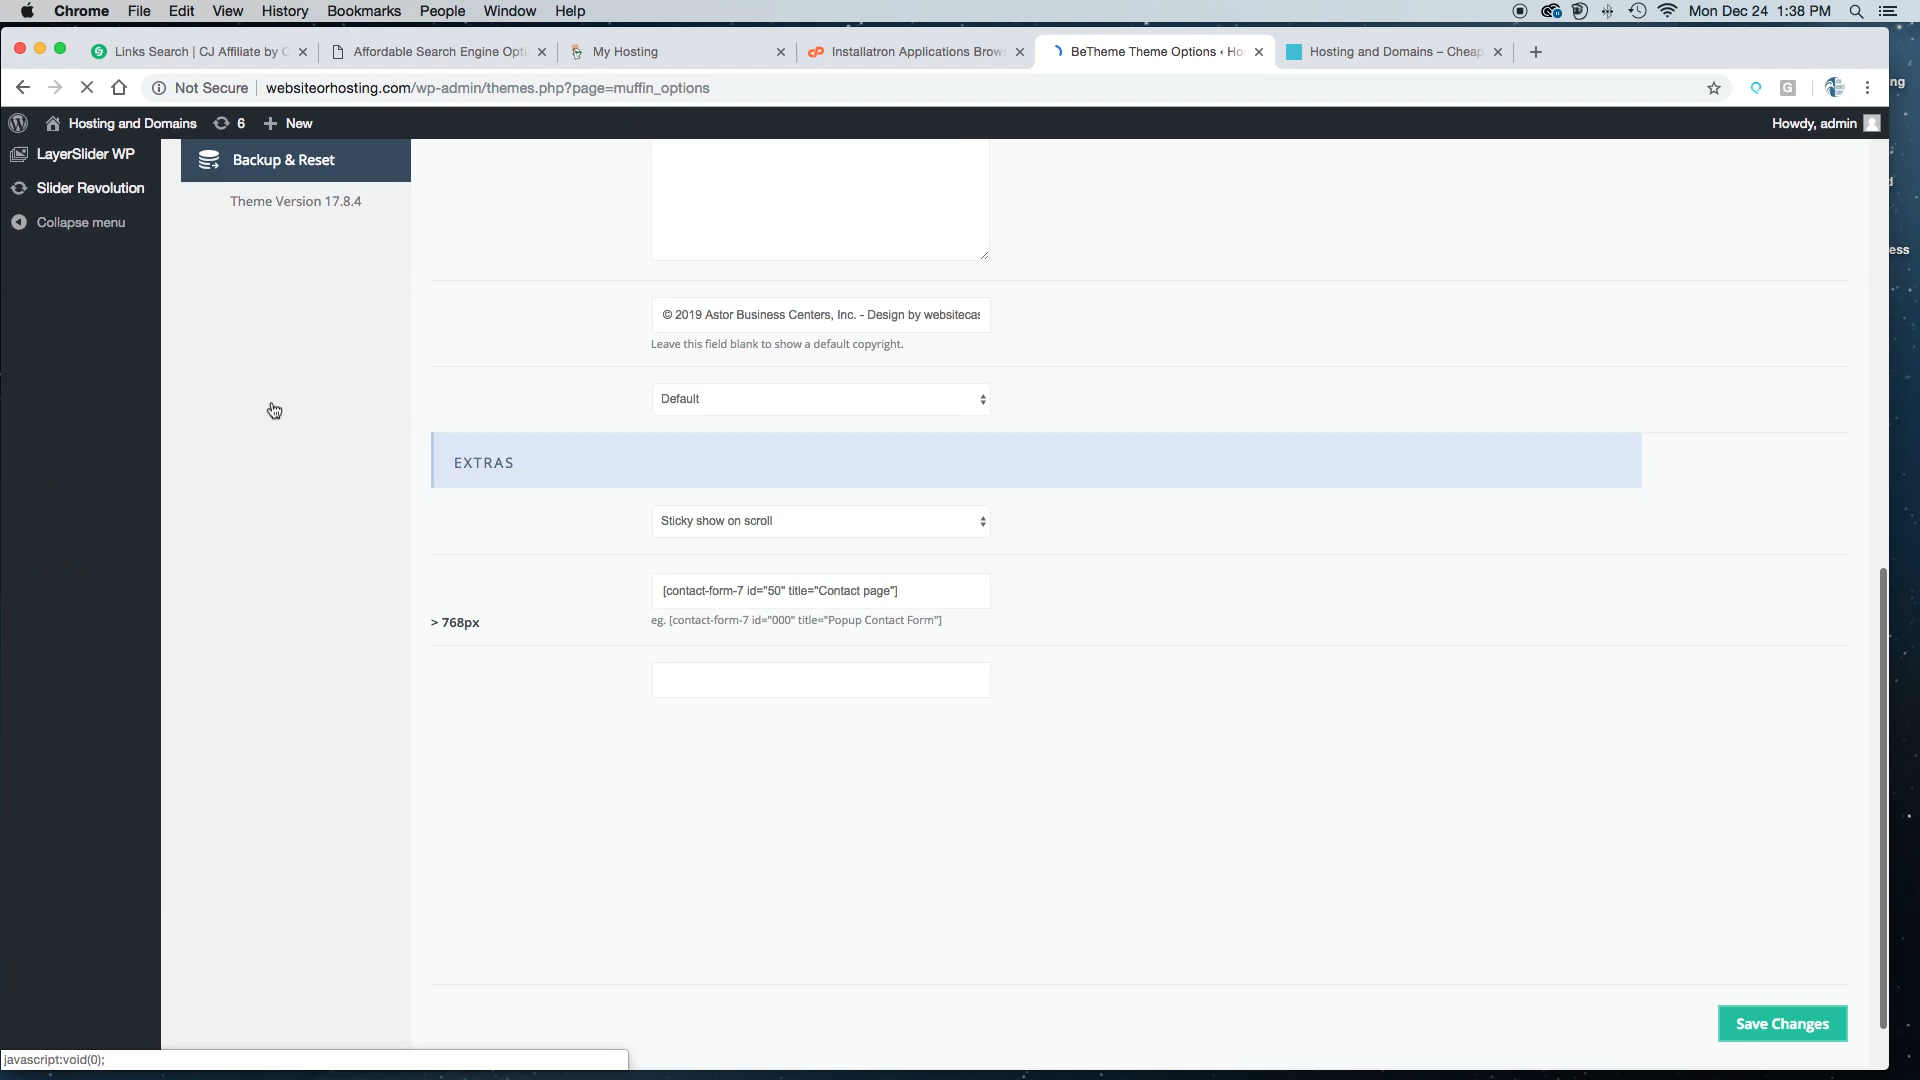 Chrome File Edit View History Bookmarks People Window Help Mon Dec 24 1:38 PM
Links Search | CJ Affiliate by C Affordable Search Engine Opti My Hosting Installatron Applications Brow BeTheme Theme Options ‹ Ho Hosting and Domains – Cheap
Not Secure websiteorhosting.com/wp-admin/themes.php?page=muffin_options
ng
Hosting and Domains 6 New Howdy, admin
LayerSlider WP
Backup & Reset
Slider Revolution
Theme Version 17.8.4
Collapse menu
ess
© 2019 Astor Business Centers, Inc. - Design by websitecas
Leave this field blank to show a default copyright.
Default
EXTRAS
Sticky show on scroll
[contact-form-7 id="50" title="Contact page"]
> 768px
eg. [contact-form-7 id="000" title="Popup Contact Form"]
Save Changes
javascript:void(0);